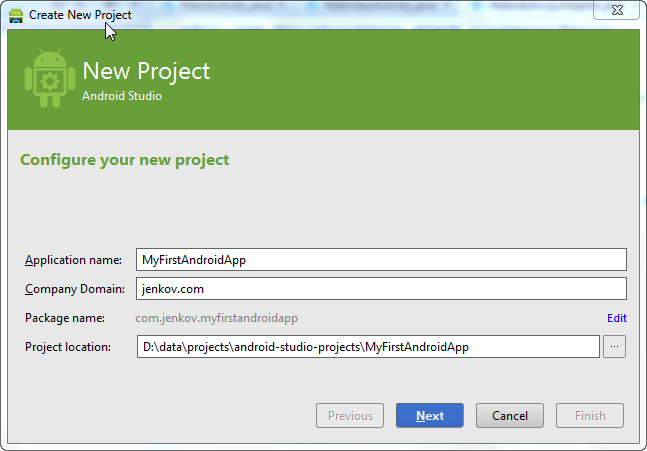 Create New Project
New Project
Android Studio
Configure your new project
Application name: MyFirstAndroidApp
Company Domain: jenkov.com
Package name: com.jenkov.myfirstandroidapp Edit
Project location: D:\data\projects\android-studio-projects\MyFirstAndroidApp ...
Previous Next Cancel Finish